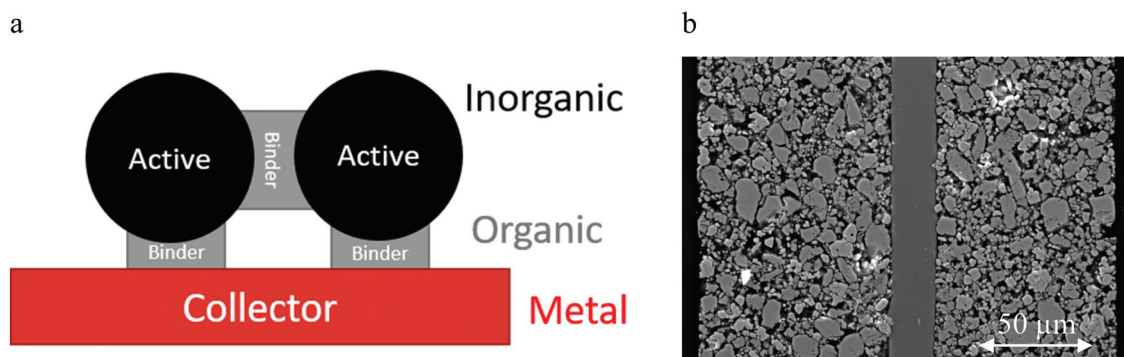 a
b
Inorganic
Active
Binder
Active
Organic
Binder
Binder
Collector
Metal
50 µm